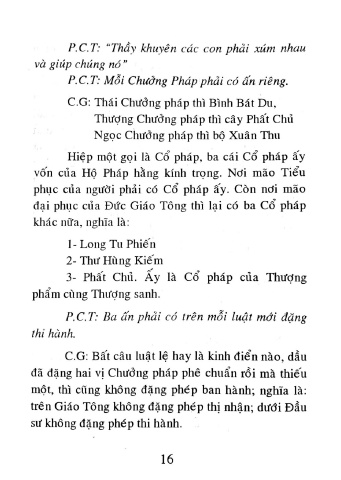 P.C.T: “Thầy khuyên các con phải xúm nhau
và giúp chúng nó”
P.C.T: Mỗi Chưởng Pháp phải có ấn riêng.
C.G: Thái Chưởng pháp thì Bình Bát Du,
Thượng Chưởng pháp thì cây Phất Chủ
Ngọc Chưởng pháp thì bộ Xuân Thu
Hiệp một gọi là Cổ pháp, ba cái Cổ pháp ấy
vốn của Hộ Pháp hằng kính trọng. Nơi mão Tiểu
phục của người phải có Cổ pháp ấy. Còn nơi mão
đại phục của Đức Giáo Tông thì lại có ba Cổ pháp
khác nữa, nghĩa là:
1- Long Tu Phiến
2- Thư Hùng Kiếm
3- Phất Chủ. Ấy là Cổ pháp của Thượng
phẩm cùng Thượng sanh.
P.C.T: Ba ấn phải có trên mỗi luật mới đặng
thi hành.
C.G: Bất câu luật lệ hay là kinh điển nào, dầu
đã đặng hai vị Chưởng pháp phê chuẩn rồi mà thiếu
một, thì cũng không đặng phép ban hành; nghĩa là:
trên Giáo Tông không đặng phép thị nhận; dưới Đầu
sư không đặng phép thi hành.
16